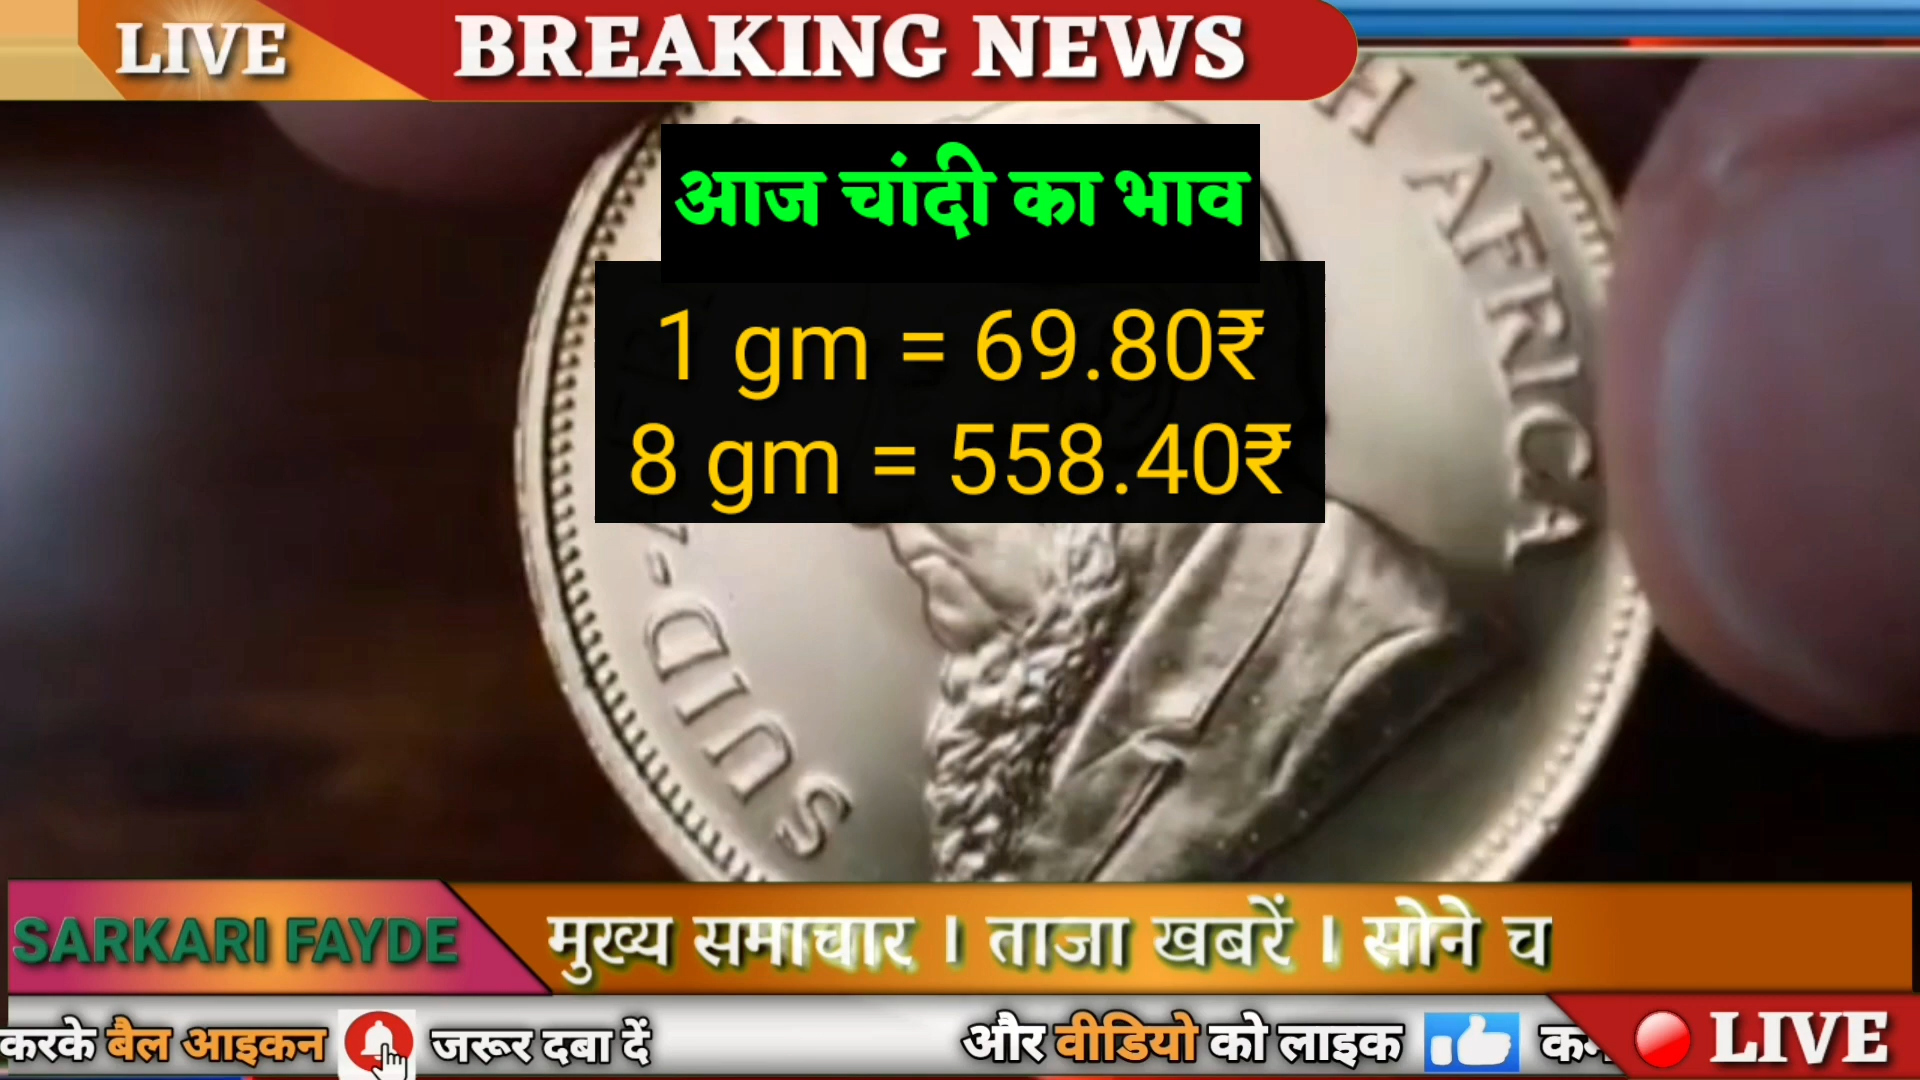 LIVE BREAKING NEWS
आज चांदी का भाव
1 gm = 69.80₹
8 gm = 558.40₹
AFRICA
SUID-
SARKARI FAYDE मुख्य समाचार । ताजा खबरें । सोने च
करके बैल आइकन जरूर दबा दें और वीडियो को लाइक LIVE